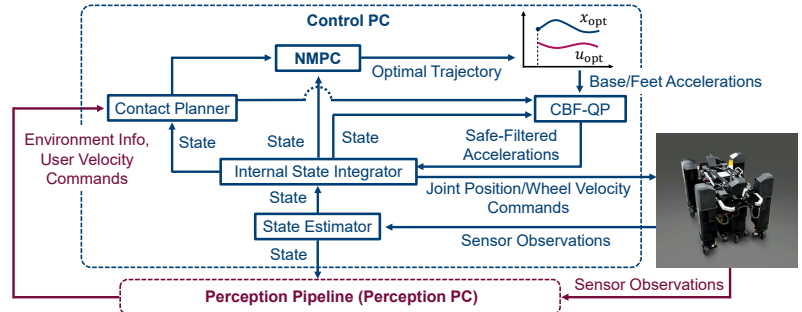 Control PC
x_opt
u_opt
NMPC
Optimal Trajectory
Base/Feet Accelerations
Contact Planner
CBF-QP
Environment Info,
User Velocity
Commands
State
State
State
Safe-Filtered
Accelerations
Internal State Integrator
Joint Position/Wheel Velocity
Commands
State
State Estimator
Sensor Observations
State
Sensor Observations
Perception Pipeline (Perception PC)